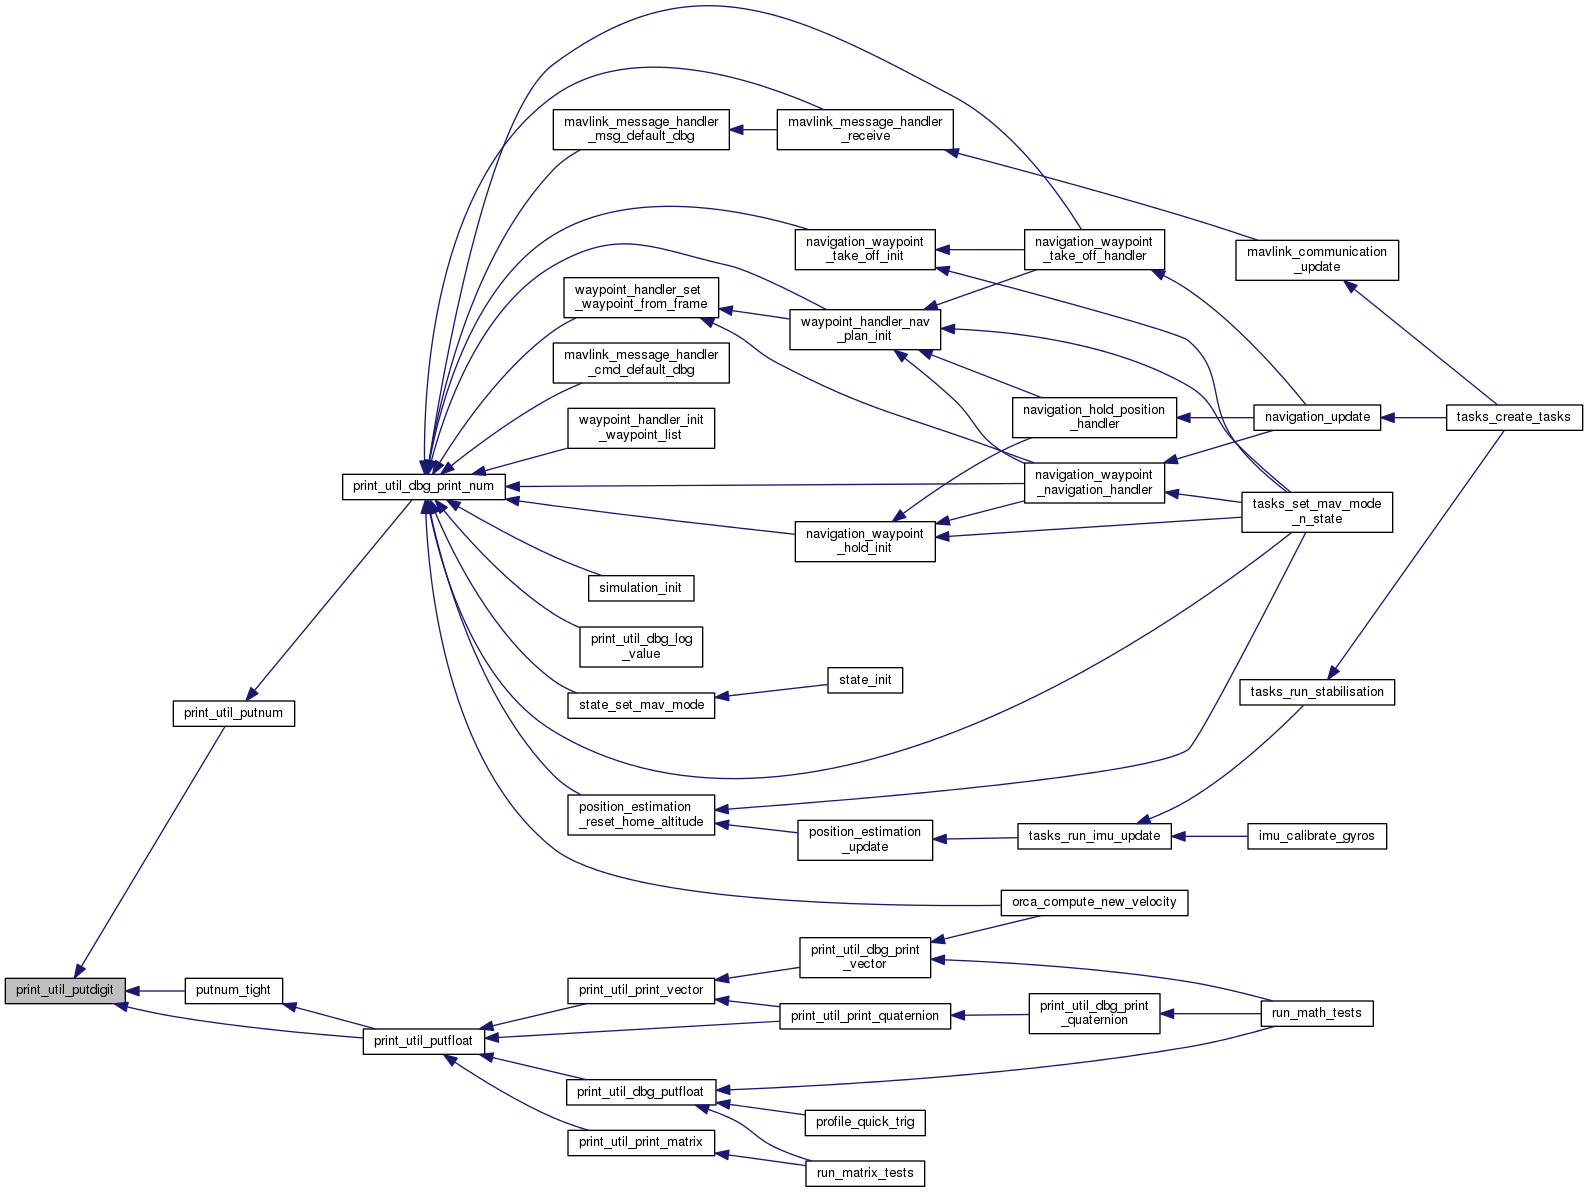 mavlink_message_handler
_msg_default_dbg
mavlink_message_handler
_receive
navigation_waypoint
_take_off_init
navigation_waypoint
_take_off_handler
mavlink_communication
_update
waypoint_handler_set
_waypoint_from_frame
waypoint_handler_nav
_plan_init
mavlink_message_handler
_cmd_default_dbg
navigation_hold_position
_handler
navigation_update
tasks_create_tasks
waypoint_handler_init
_waypoint_list
print_util_dbg_print_num
navigation_waypoint
_navigation_handler
tasks_set_mav_mode
_n_state
navigation_waypoint
_hold_init
simulation_init
print_util_dbg_log
_value
state_init
state_set_mav_mode
tasks_run_stabilisation
print_util_putnum
position_estimation
_reset_home_altitude
position_estimation
_update
tasks_run_imu_update
imu_calibrate_gyros
orca_compute_new_velocity
print_util_dbg_print
_vector
print_util_putdigit
putnum_tight
print_util_print_vector
print_util_print_quaternion
print_util_dbg_print
_quaternion
run_math_tests
print_util_putfloat
print_util_dbg_putfloat
profile_quick_trig
print_util_print_matrix
run_matrix_tests